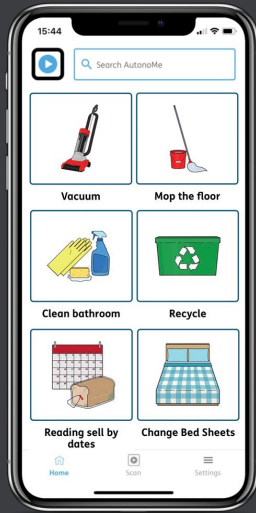 15:44
Search AutonoMe
Vacuum
Mop the floor
Clean bathroom
Recycle
Reading sell by
dates
Change Bed Sheets
Home
Scan
Settings